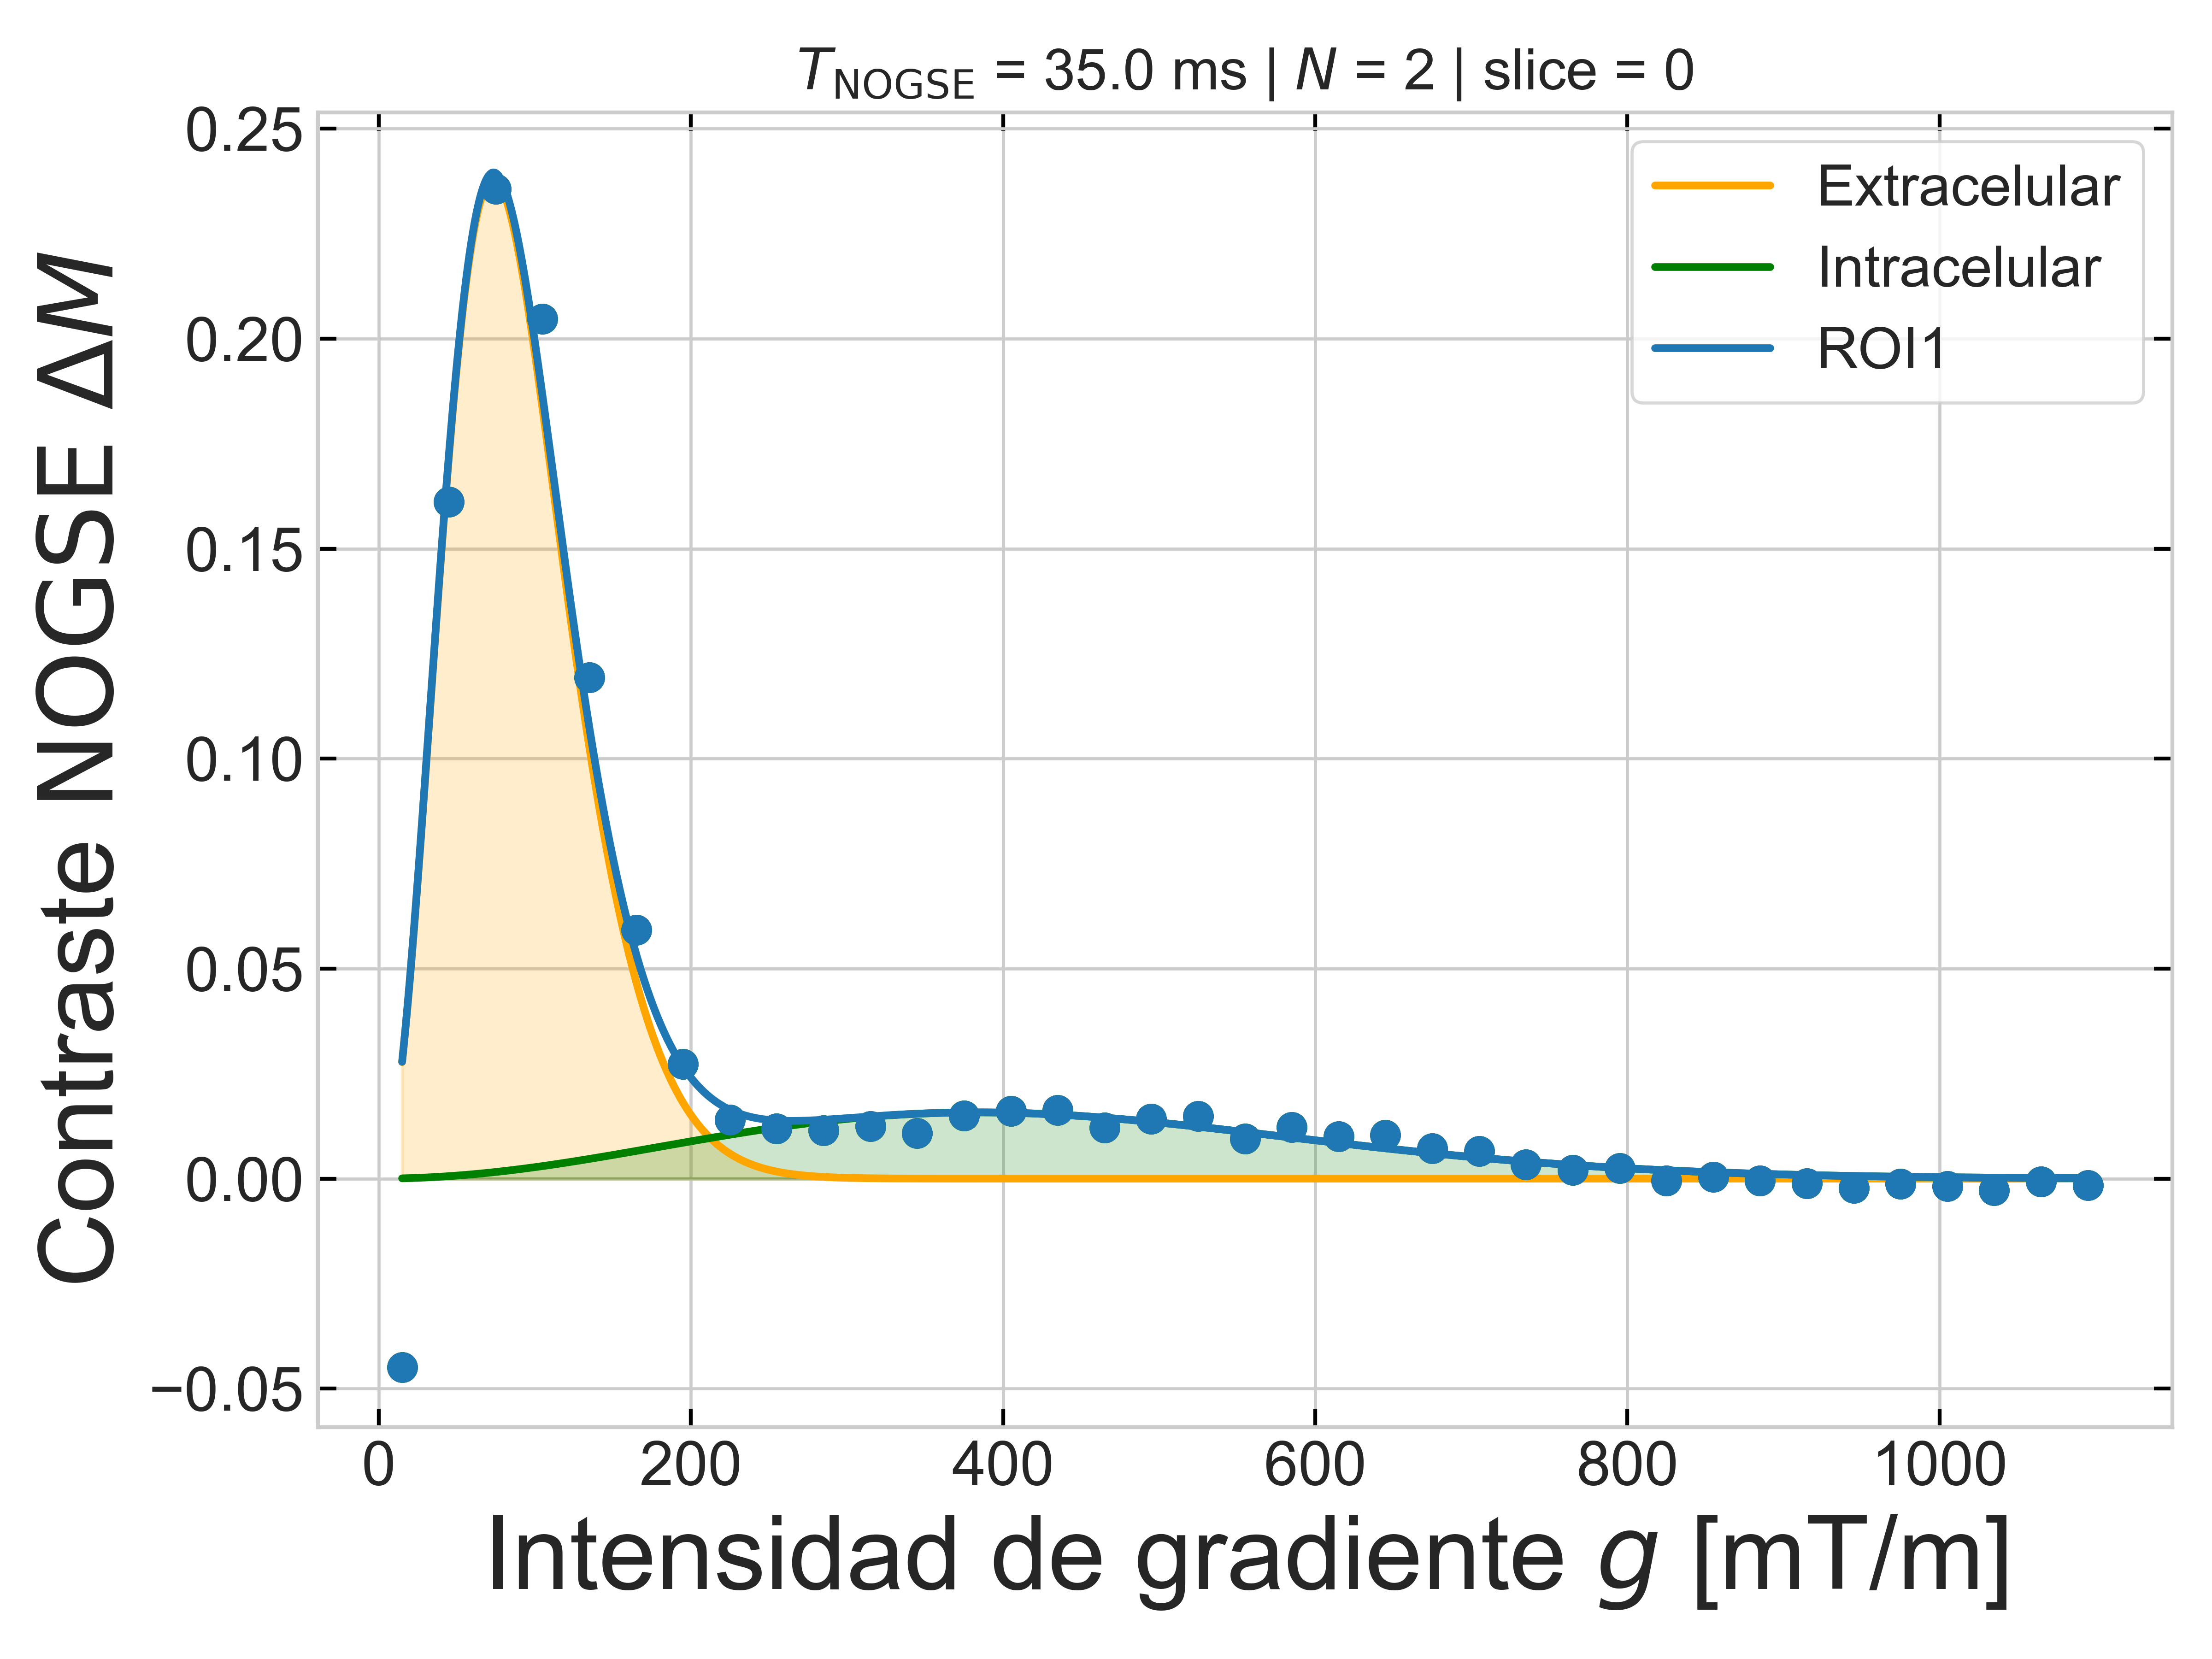 T_NOGSE = 35.0 ms | N = 2 | slice = 0
Contraste NOGSE ΔM
0.25
0.20
0.15
0.10
0.05
0.00
−0.05
Extracelular
Intracelular
ROI1
0 200 400 600 800 1000
Intensidad de gradiente g [mT/m]